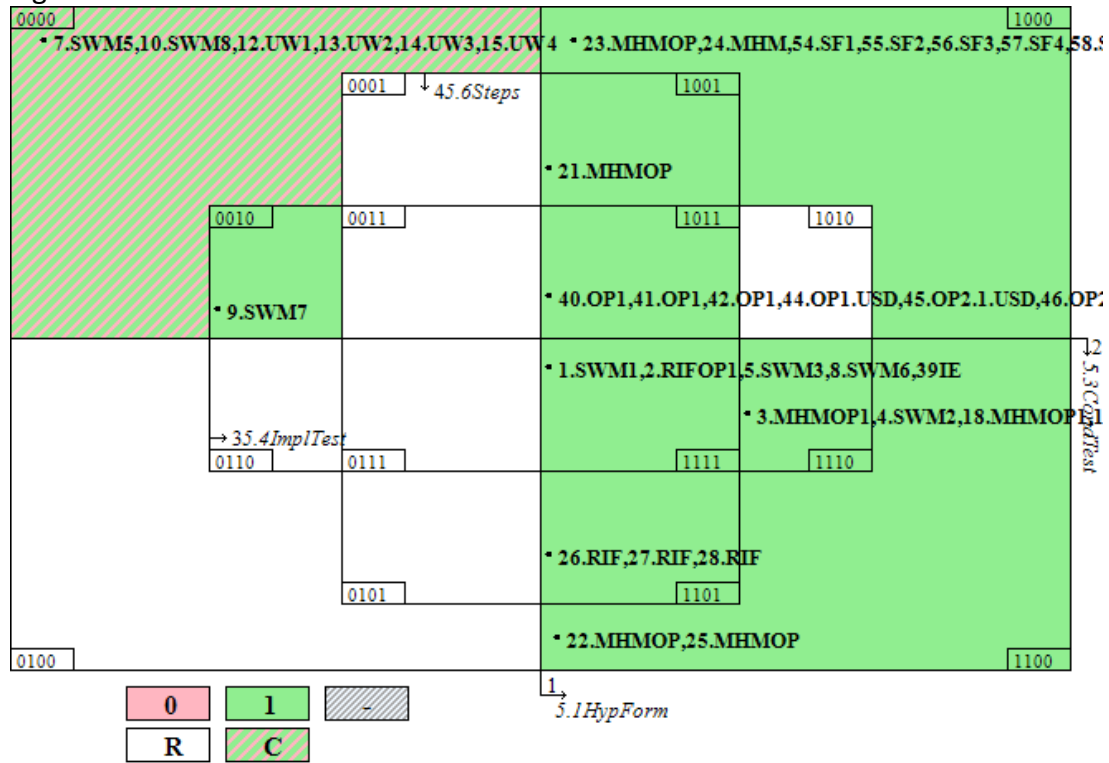 0000 1000
7.SWM5,10.SWM8,12.UW1,13.UW2,14.UW3,15.UW4 23.MHMOP,24.MHM,54.SF1,55.SF2,56.SF3,57.SF4,58.S
0001 45.6Steps 1001
21.MHMOP
0010 0011 1011 1010
9.SWM7 40.OP1,41.OP1,42.OP1,44.OP1.USD,45.OP2.1.USD,46.OP2
2
5.3CondTest
1.SWM1,2.RIFOP1,5.SWM3,8.SWM6,39IE
3.MHMOP1,4.SWM2,18.MHMOP1,1
35.4ImplTest
0110 0111 1111 1110
26.RIF,27.RIF,28.RIF
0101 1101
22.MHMOP,25.MHMOP
0100 1100
1
5.1HypForm
0 1 -
R C